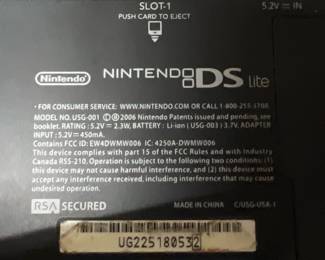 SLOT-1
PUSH CARD TO EJECT
5.2V ⎓ IN
Nintendo
NINTENDO DS lite
• FOR CONSUMER SERVICE: WWW.NINTENDO.COM OR CALL 1-800-255-3700.
MODEL NO. USG-001 ©® 2006 Nintendo Patents issued and pending, see
booklet. RATING : 5.2V⎓ 2.3W, BATTERY : Li-ion (USG-003) 3.7V, ADAPTER
INPUT : 5.2V⎓ 450mA.
Contains FCC ID: EW4DWMW006 IC: 4250A-DWMW006
This device complies with part 15 of the FCC Rules and with Industry
Canada RSS-210. Operation is subject to the following two conditions: (1)
this device may not cause harmful interference, and (2) this device must
accept any interference received, including interference that may cause
undesired operation.
RSA SECURED
MADE IN CHINA
C/USG-USA-1
UG225180532